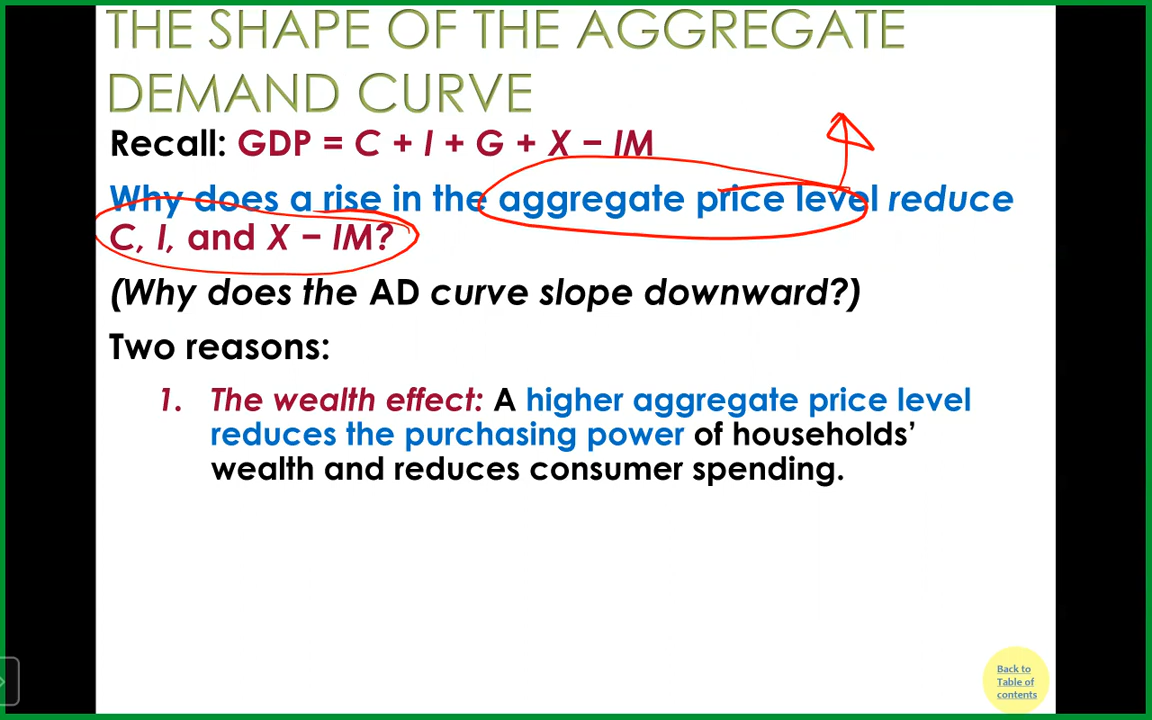 THE SHAPE OF THE AGGREGATE
DEMAND CURVE
Recall: GDP = C + I + G + X − IM
Why does a rise in the aggregate price level reduce
C, I, and X − IM?
(Why does the AD curve slope downward?)
Two reasons:
1. The wealth effect: A higher aggregate price level
reduces the purchasing power of households’
wealth and reduces consumer spending.
Back to
Table of
contents